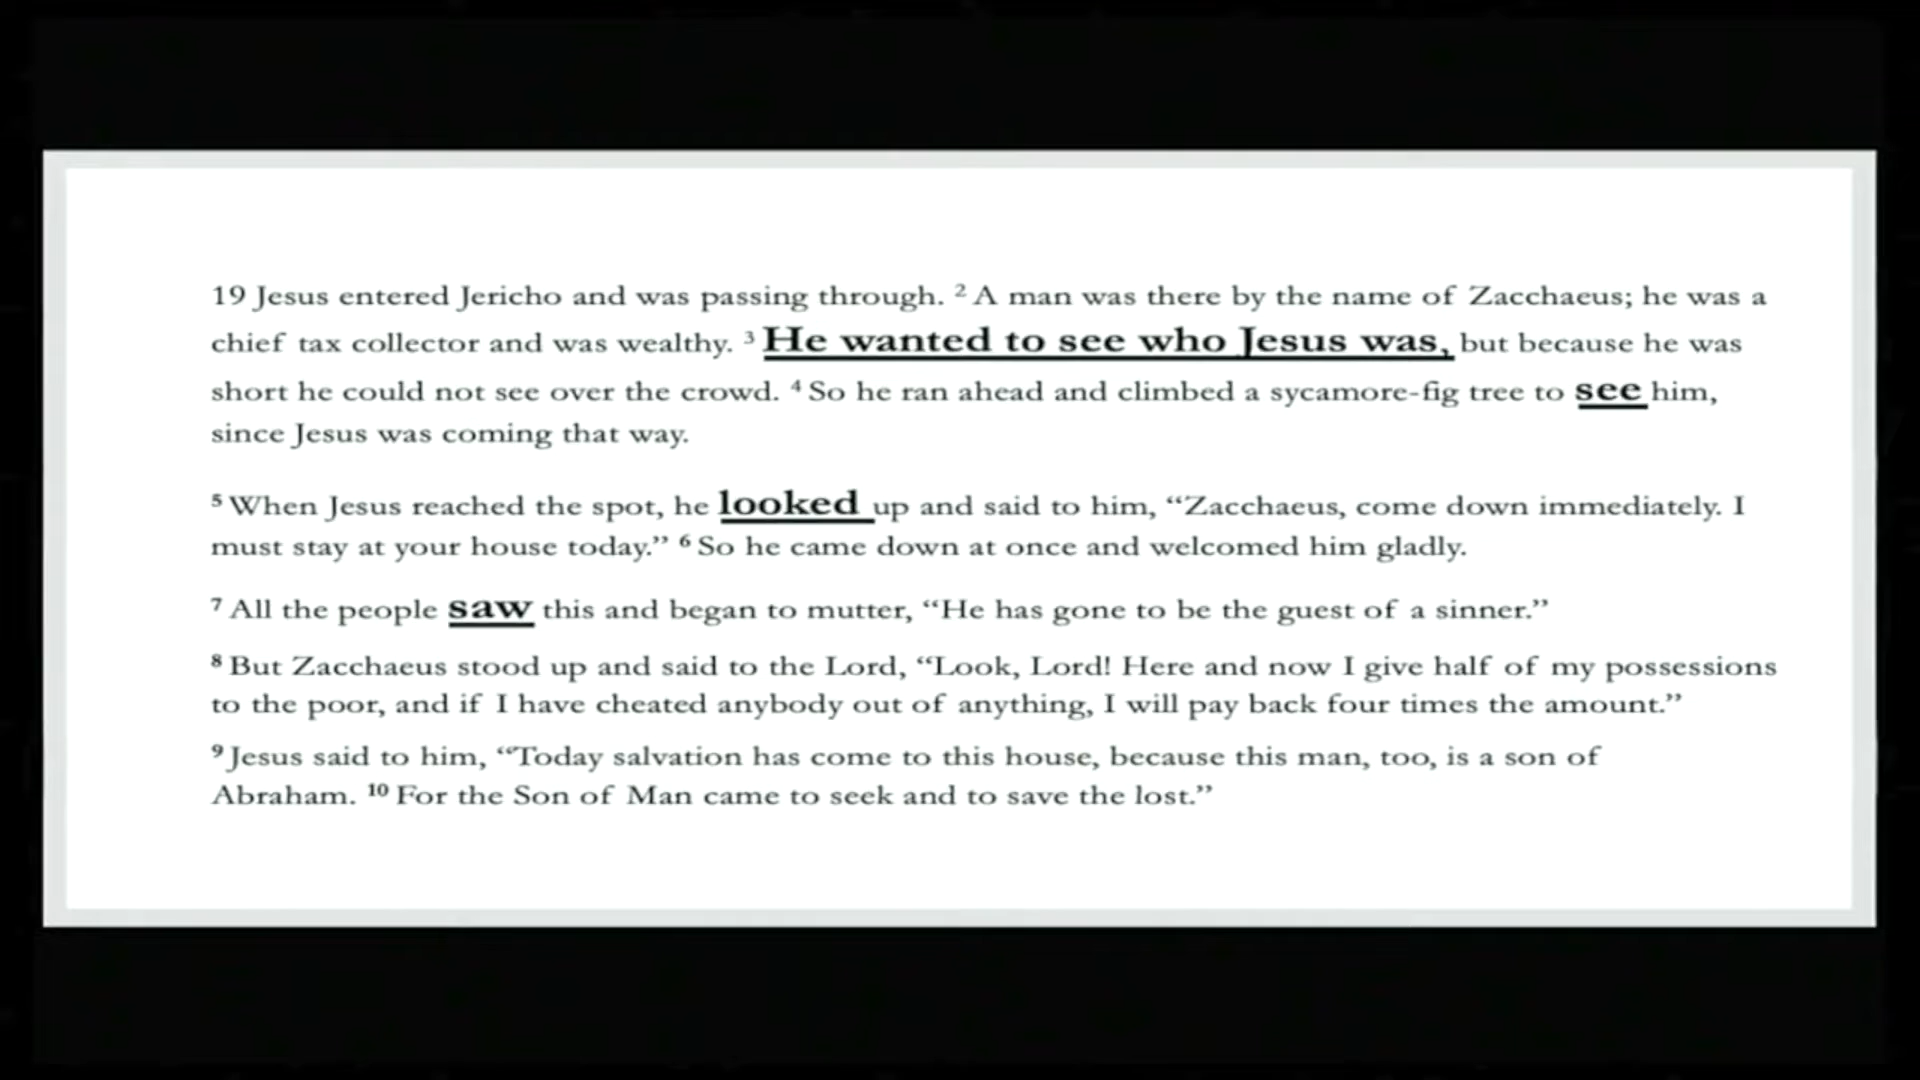 19 Jesus entered Jericho and was passing through. 2 A man was there by the name of Zacchaeus; he was a
chief tax collector and was wealthy. 3 He wanted to see who Jesus was, but because he was
short he could not see over the crowd. 4 So he ran ahead and climbed a sycamore-fig tree to see him,
since Jesus was coming that way.
5 When Jesus reached the spot, he looked up and said to him, “Zacchaeus, come down immediately. I
must stay at your house today.” 6 So he came down at once and welcomed him gladly.
7 All the people saw this and began to mutter, “He has gone to be the guest of a sinner.”
8 But Zacchaeus stood up and said to the Lord, “Look, Lord! Here and now I give half of my possessions
to the poor, and if I have cheated anybody out of anything, I will pay back four times the amount.”
9 Jesus said to him, “Today salvation has come to this house, because this man, too, is a son of
Abraham. 10 For the Son of Man came to seek and to save the lost.”